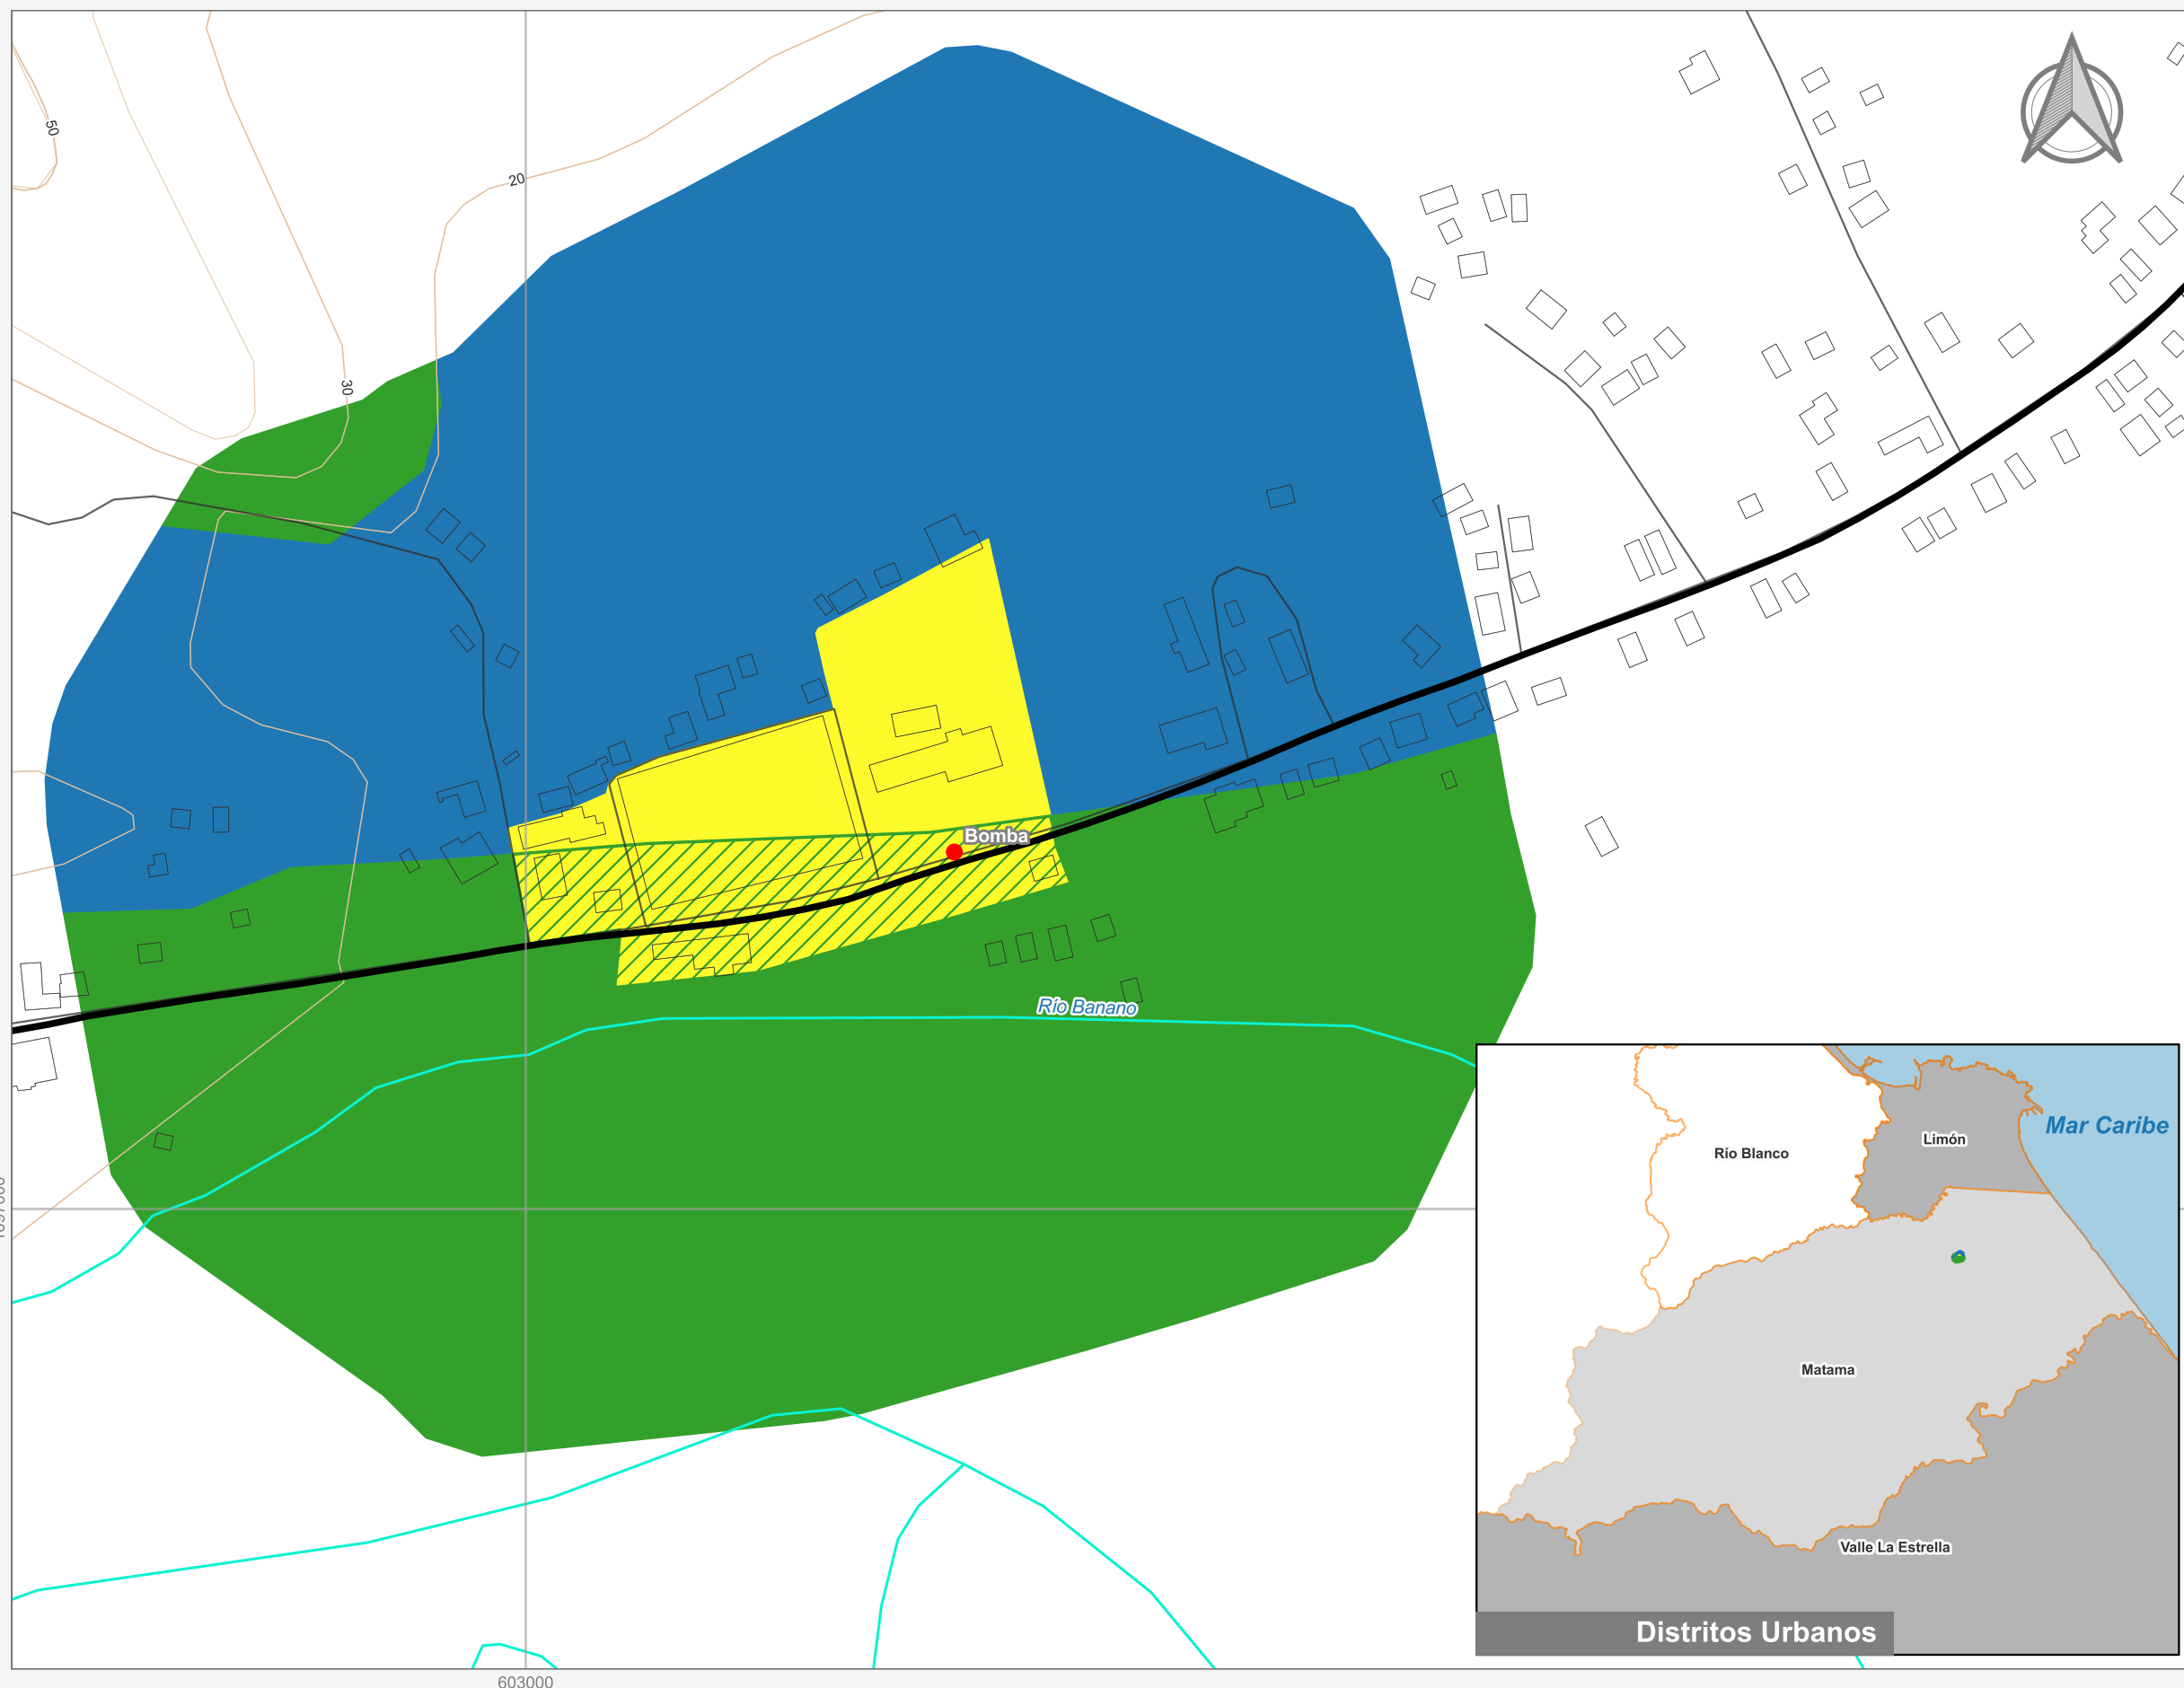 50
20
30
Bomba
Río Banano
Mar Caribe
Limón
Río Blanco
Matama
Valle La Estrella
Distritos Urbanos
603000